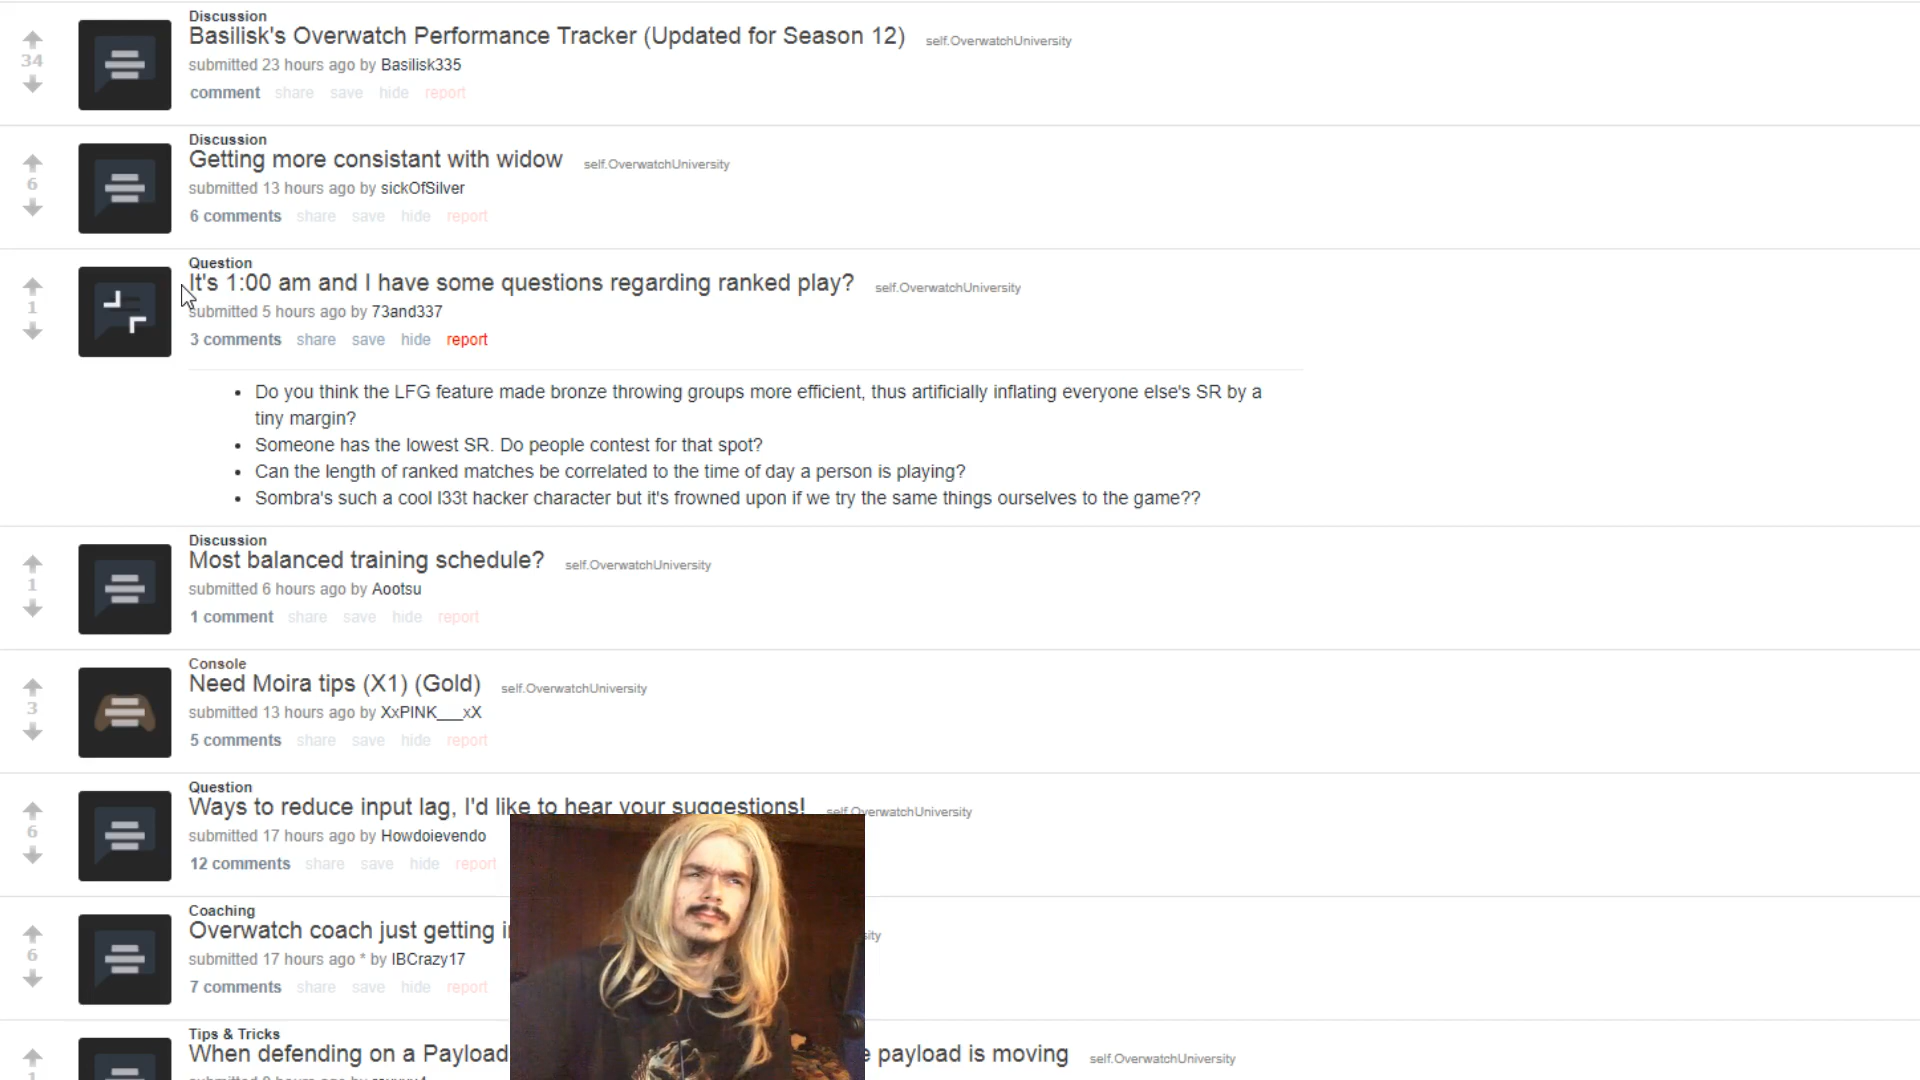 Discussion
Basilisk's Overwatch Performance Tracker (Updated for Season 12) self.OverwatchUniversity
34
submitted 23 hours ago by Basilisk335
comment share save hide report
Discussion
Getting more consistant with widow self.OverwatchUniversity
6
submitted 13 hours ago by sickOfSilver
6 comments share save hide report
Question
It's 1:00 am and I have some questions regarding ranked play? self.OverwatchUniversity
1
submitted 5 hours ago by 73and337
3 comments share save hide report
• Do you think the LFG feature made bronze throwing groups more efficient, thus artificially inflating everyone else's SR by a
tiny margin?
• Someone has the lowest SR. Do people contest for that spot?
• Can the length of ranked matches be correlated to the time of day a person is playing?
• Sombra's such a cool l33t hacker character but it's frowned upon if we try the same things ourselves to the game??
Discussion
Most balanced training schedule? self.OverwatchUniversity
1
submitted 6 hours ago by Aootsu
1 comment share save hide report
Console
Need Moira tips (X1) (Gold) self.OverwatchUniversity
3
submitted 13 hours ago by XxPINK___xX
5 comments share save hide report
Question
Ways to reduce input lag, I'd like to hear your suggestions! self.OverwatchUniversity
6
submitted 17 hours ago by Howdoievendo
12 comments share save hide report
Coaching
Overwatch coach just getting
6
submitted 17 hours ago * by IBCrazy17
7 comments share save hide report
Tips & Tricks
When defending on a Payload payload is moving self.OverwatchUniversity